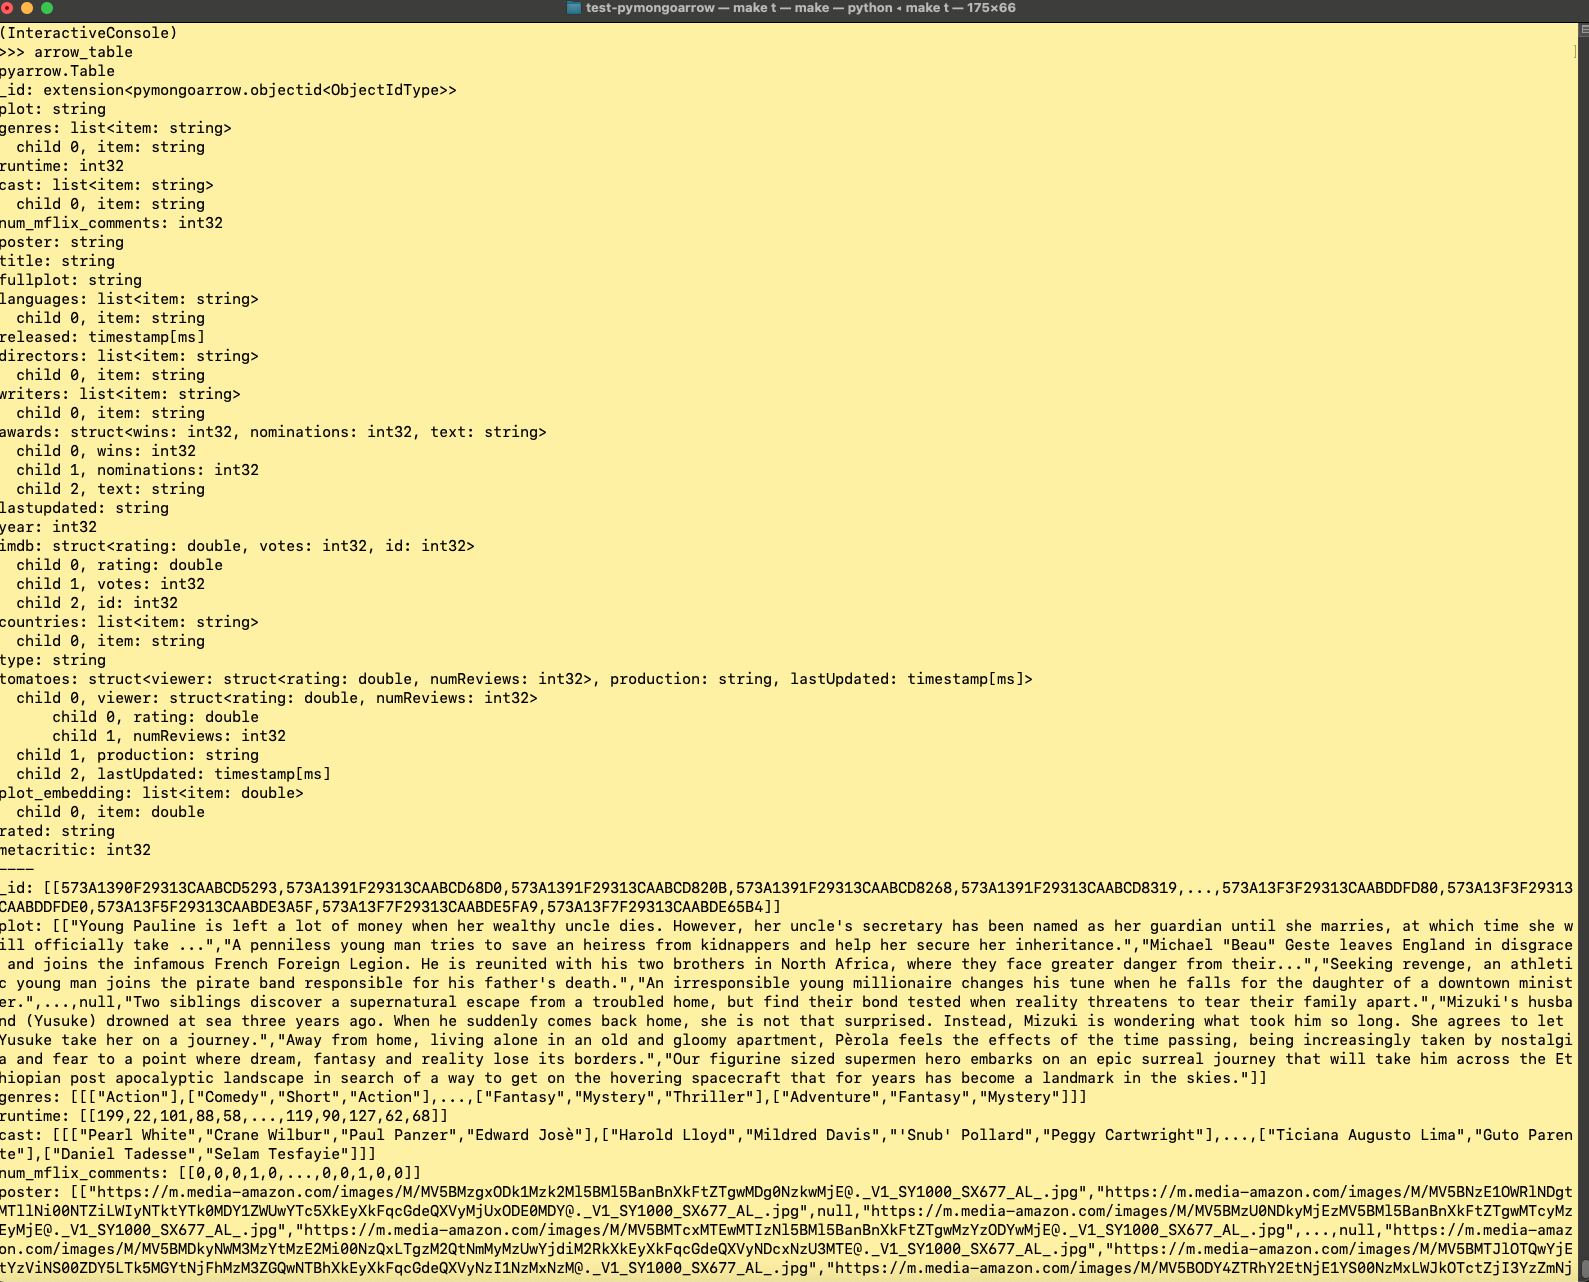 test-pymongoarrow — make t — make — python ◂ make t — 175×66
(InteractiveConsole)
>>> arrow_table
pyarrow.Table
_id: extension<pymongoarrow.objectid<ObjectIdType>>
plot: string
genres: list<item: string>
  child 0, item: string
runtime: int32
cast: list<item: string>
  child 0, item: string
num_mflix_comments: int32
poster: string
title: string
fullplot: string
languages: list<item: string>
  child 0, item: string
released: timestamp[ms]
directors: list<item: string>
  child 0, item: string
writers: list<item: string>
  child 0, item: string
awards: struct<wins: int32, nominations: int32, text: string>
  child 0, wins: int32
  child 1, nominations: int32
  child 2, text: string
lastupdated: string
year: int32
imdb: struct<rating: double, votes: int32, id: int32>
  child 0, rating: double
  child 1, votes: int32
  child 2, id: int32
countries: list<item: string>
  child 0, item: string
type: string
tomatoes: struct<viewer: struct<rating: double, numReviews: int32>, production: string, lastUpdated: timestamp[ms]>
  child 0, viewer: struct<rating: double, numReviews: int32>
      child 0, rating: double
      child 1, numReviews: int32
  child 1, production: string
  child 2, lastUpdated: timestamp[ms]
plot_embedding: list<item: double>
  child 0, item: double
rated: string
metacritic: int32
----
_id: [[573A1390F29313CAABCD5293,573A1391F29313CAABCD68D0,573A1391F29313CAABCD820B,573A1391F29313CAABCD8268,573A1391F29313CAABCD8319,...,573A13F3F29313CAABDDFD80,573A13F3F29313
CAABDDFDE0,573A13F5F29313CAABDE3A5F,573A13F7F29313CAABDE5FA9,573A13F7F29313CAABDE65B4]]
plot: [["Young Pauline is left a lot of money when her wealthy uncle dies. However, her uncle's secretary has been named as her guardian until she marries, at which time she w
ill officially take ...","A penniless young man tries to save an heiress from kidnappers and help her secure her inheritance.","Michael "Beau" Geste leaves England in disgrace
 and joins the infamous French Foreign Legion. He is reunited with his two brothers in North Africa, where they face greater danger from their...","Seeking revenge, an athleti
c young man joins the pirate band responsible for his father's death.","An irresponsible young millionaire changes his tune when he falls for the daughter of a downtown minist
er.",...,null,"Two siblings discover a supernatural escape from a troubled home, but find their bond tested when reality threatens to tear their family apart.","Mizuki's husba
nd (Yusuke) drowned at sea three years ago. When he suddenly comes back home, she is not that surprised. Instead, Mizuki is wondering what took him so long. She agrees to let
Yusuke take her on a journey.","Away from home, living alone in an old and gloomy apartment, Pèrola feels the effects of the time passing, being increasingly taken by nostalgi
a and fear to a point where dream, fantasy and reality lose its borders.","Our figurine sized supermen hero embarks on an epic surreal journey that will take him across the Et
hiopian post apocalyptic landscape in search of a way to get on the hovering spacecraft that for years has become a landmark in the skies."]]
genres: [[["Action"],["Comedy","Short","Action"],...,["Fantasy","Mystery","Thriller"],["Adventure","Fantasy","Mystery"]]]
runtime: [[199,22,101,88,58,...,119,90,127,62,68]]
cast: [[["Pearl White","Crane Wilbur","Paul Panzer","Edward Josè"],["Harold Lloyd","Mildred Davis","'Snub' Pollard","Peggy Cartwright"],...,["Ticiana Augusto Lima","Guto Paren
te"],["Daniel Tadesse","Selam Tesfayie"]]]
num_mflix_comments: [[0,0,0,1,0,...,0,0,1,0,0]]
poster: [["https://m.media-amazon.com/images/M/MV5BMzgxODk1Mzk2Ml5BMl5BanBnXkFtZTgwMDg0NzkwMjE@._V1_SY1000_SX677_AL_.jpg","https://m.media-amazon.com/images/M/MV5BNzE1OWRlNDgt
MTllNi00NTZiLWIyNTktYTk0MDY1ZWUwYTc5XkEyXkFqcGdeQXVyMjUxODE0MDY@._V1_SY1000_SX677_AL_.jpg",null,"https://m.media-amazon.com/images/M/MV5BMzU0NDkyMjEzMV5BMl5BanBnXkFtZTgwMTcyMz
EyMjE@._V1_SY1000_SX677_AL_.jpg","https://m.media-amazon.com/images/M/MV5BMTcxMTEwMTIzNl5BMl5BanBnXkFtZTgwMzYzODYwMjE@._V1_SY1000_SX677_AL_.jpg",...,null,"https://m.media-amaz
on.com/images/M/MV5BMDkyNWM3MzYtMzE2Mi00NzQxLTgzM2QtNmMyMzUwYjdiM2RkXkEyXkFqcGdeQXVyNDcxNzU3MTE@._V1_SY1000_SX677_AL_.jpg","https://m.media-amazon.com/images/M/MV5BMTJlOTQwYjE
tYzViNS00ZDY5LTk5MGYtNjFhMzM3ZGQwNTBhXkEyXkFqcGdeQXVyNzI1NzMxNzM@._V1_SY1000_SX677_AL_.jpg","https://m.media-amazon.com/images/M/MV5BODY4ZTRhY2EtNjE1YS00NzMxLWJkOTctZjI3YzZmNj